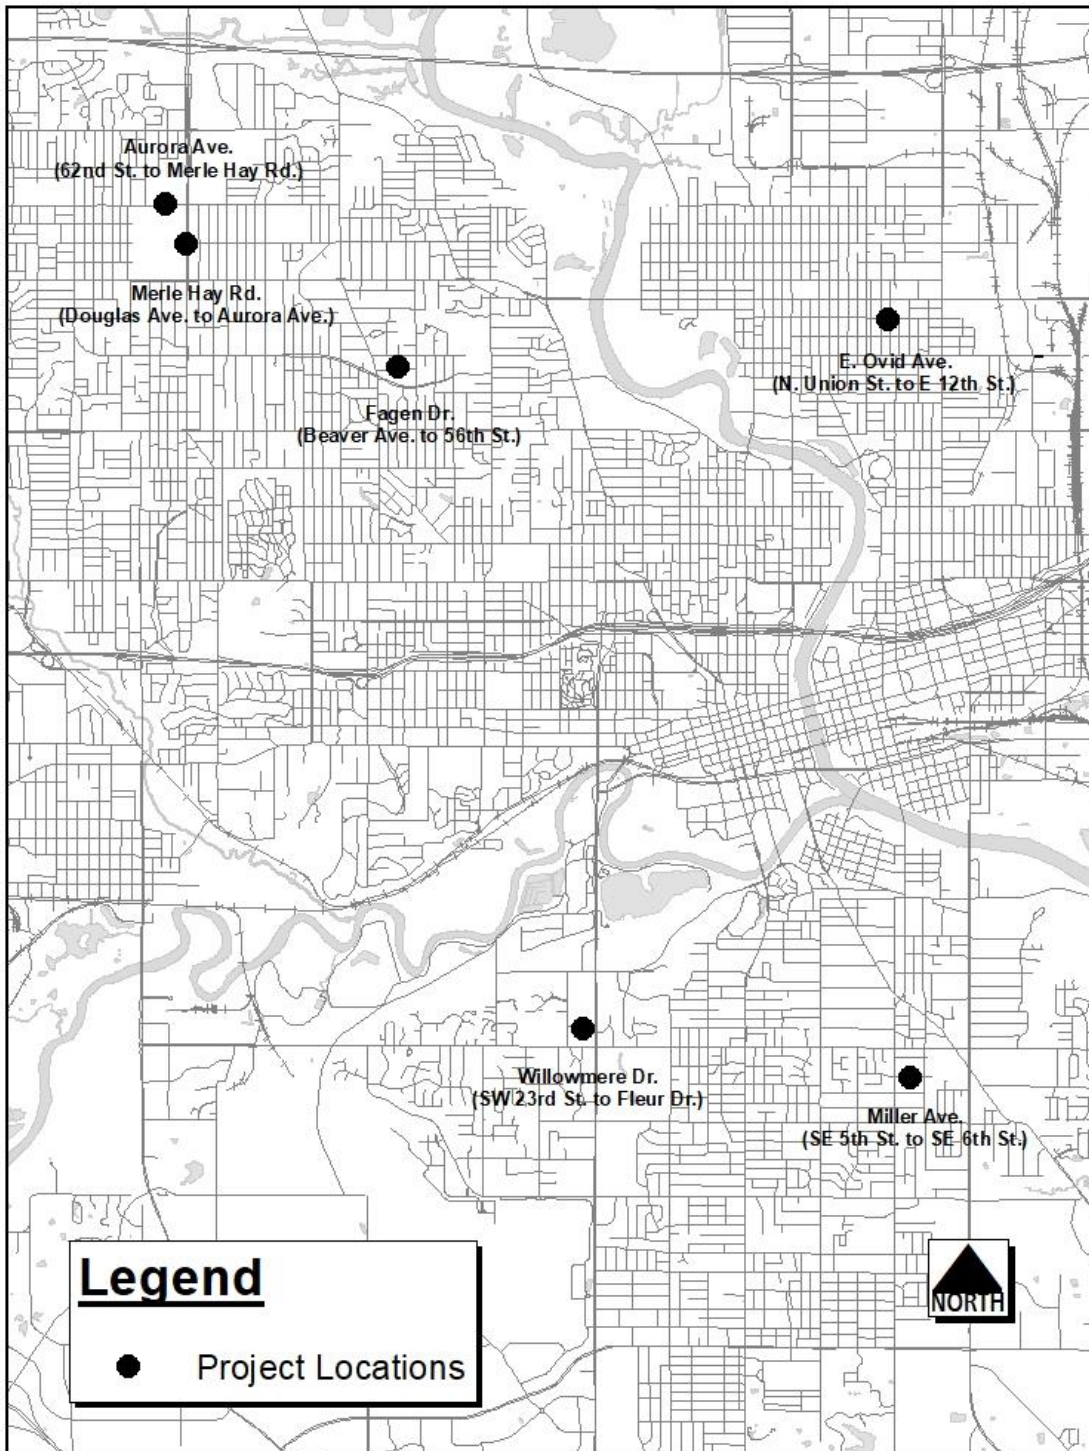 Aurora Ave.
(62nd St. to Merle Hay Rd.)
Merle Hay Rd.
(Douglas Ave. to Aurora Ave.)
E. Ovid Ave.
(N. Union St. to E 12th St.)
Fagen Dr.
(Beaver Ave. to 56th St.)
Willowmere Dr.
(SW 23rd St. to Fleur Dr.)
Miller Ave.
(SE 5th St. to SE 6th St.)
Legend
Project Locations
NORTH